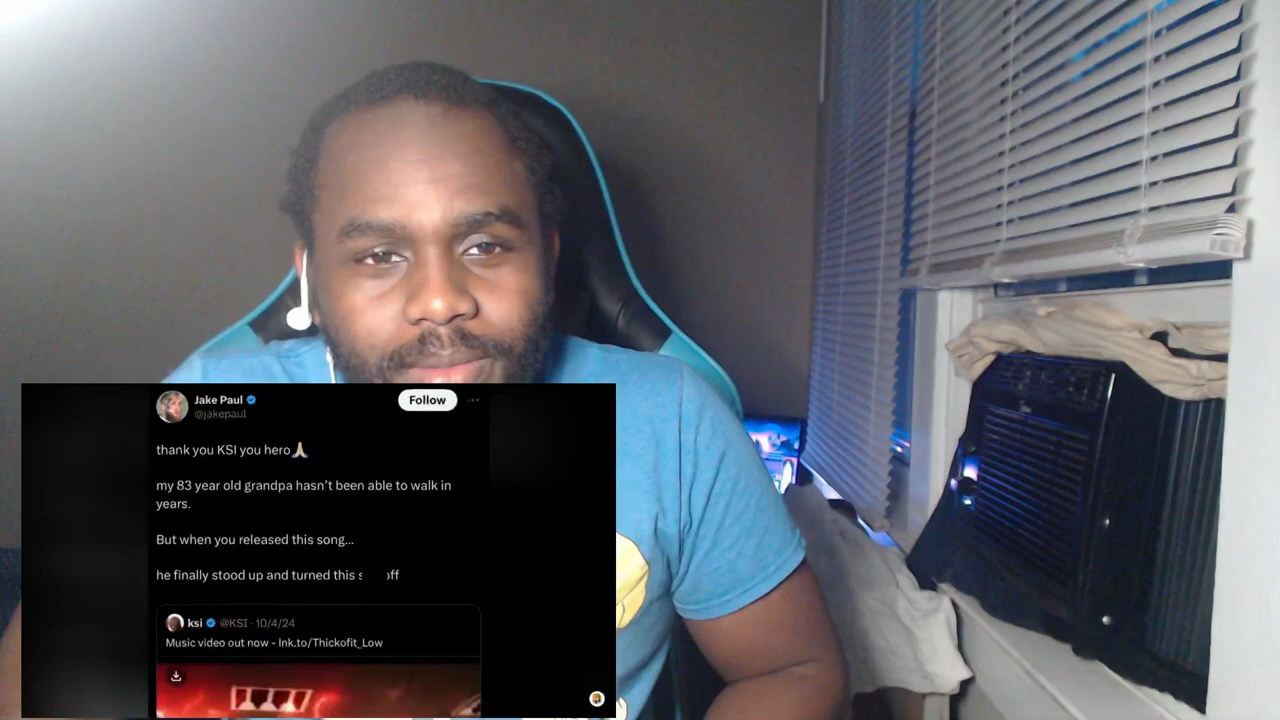 Jake Paul
@jakepaul
Follow
thank you KSI you hero🙏🏼
my 83 year old grandpa hasn't been able to walk in
years.
But when you released this song...
he finally stood up and turned this s off
ksi @KSI · 10/4/24
Music video out now - lnk.to/Thickofit_Low